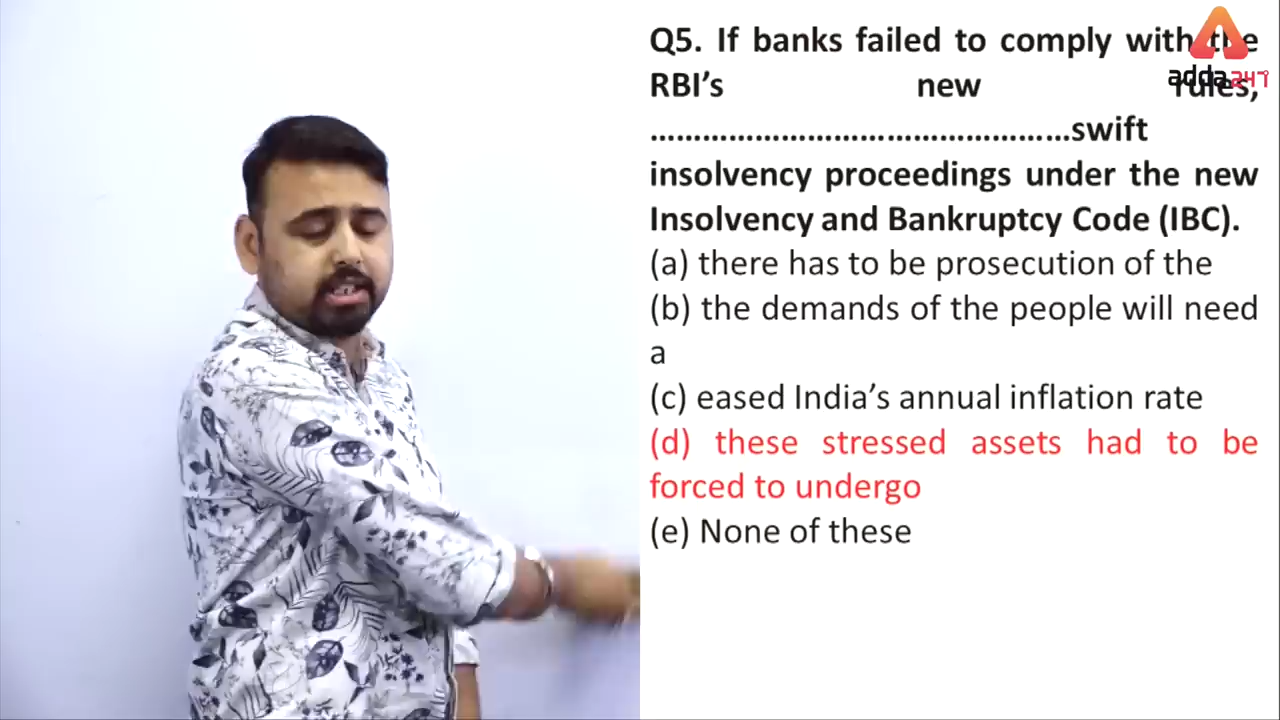 Q5. If banks failed to comply with the
RBI’s new rules,
…………………………………………swift
insolvency proceedings under the new
Insolvency and Bankruptcy Code (IBC).
(a) there has to be prosecution of the
(b) the demands of the people will need
a
(c) eased India’s annual inflation rate
(d) these stressed assets had to be
forced to undergo
(e) None of these
adda247